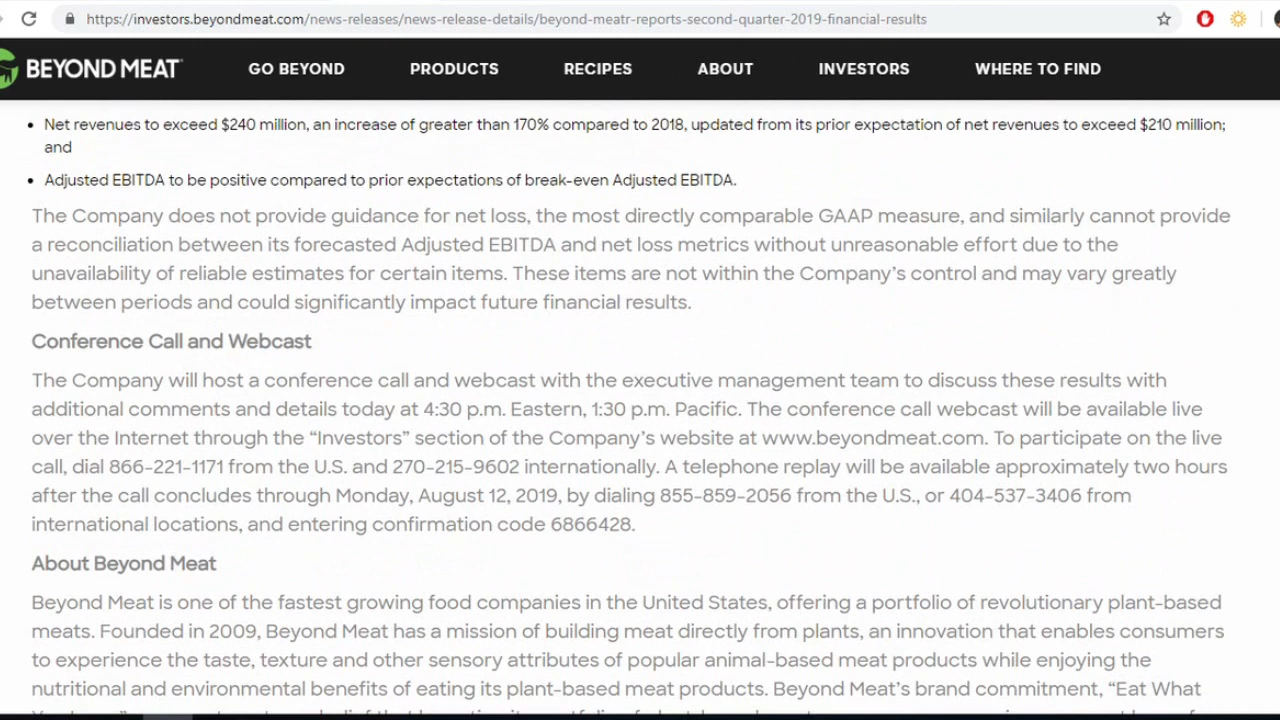 https://investors.beyondmeat.com/news-releases/news-release-details/beyond-meatr-reports-second-quarter-2019-financial-results
BEYOND MEAT GO BEYOND PRODUCTS RECIPES ABOUT INVESTORS WHERE TO FIND
• Net revenues to exceed $240 million, an increase of greater than 170% compared to 2018, updated from its prior expectation of net revenues to exceed $210 million;
and
• Adjusted EBITDA to be positive compared to prior expectations of break-even Adjusted EBITDA.
The Company does not provide guidance for net loss, the most directly comparable GAAP measure, and similarly cannot provide
a reconciliation between its forecasted Adjusted EBITDA and net loss metrics without unreasonable effort due to the
unavailability of reliable estimates for certain items. These items are not within the Company’s control and may vary greatly
between periods and could significantly impact future financial results.
Conference Call and Webcast
The Company will host a conference call and webcast with the executive management team to discuss these results with
additional comments and details today at 4:30 p.m. Eastern, 1:30 p.m. Pacific. The conference call webcast will be available live
over the Internet through the “Investors” section of the Company’s website at www.beyondmeat.com. To participate on the live
call, dial 866-221-1171 from the U.S. and 270-215-9602 internationally. A telephone replay will be available approximately two hours
after the call concludes through Monday, August 12, 2019, by dialing 855-859-2056 from the U.S., or 404-537-3406 from
international locations, and entering confirmation code 6866428.
About Beyond Meat
Beyond Meat is one of the fastest growing food companies in the United States, offering a portfolio of revolutionary plant-based
meats. Founded in 2009, Beyond Meat has a mission of building meat directly from plants, an innovation that enables consumers
to experience the taste, texture and other sensory attributes of popular animal-based meat products while enjoying the
nutritional and environmental benefits of eating its plant-based meat products. Beyond Meat’s brand commitment, “Eat What